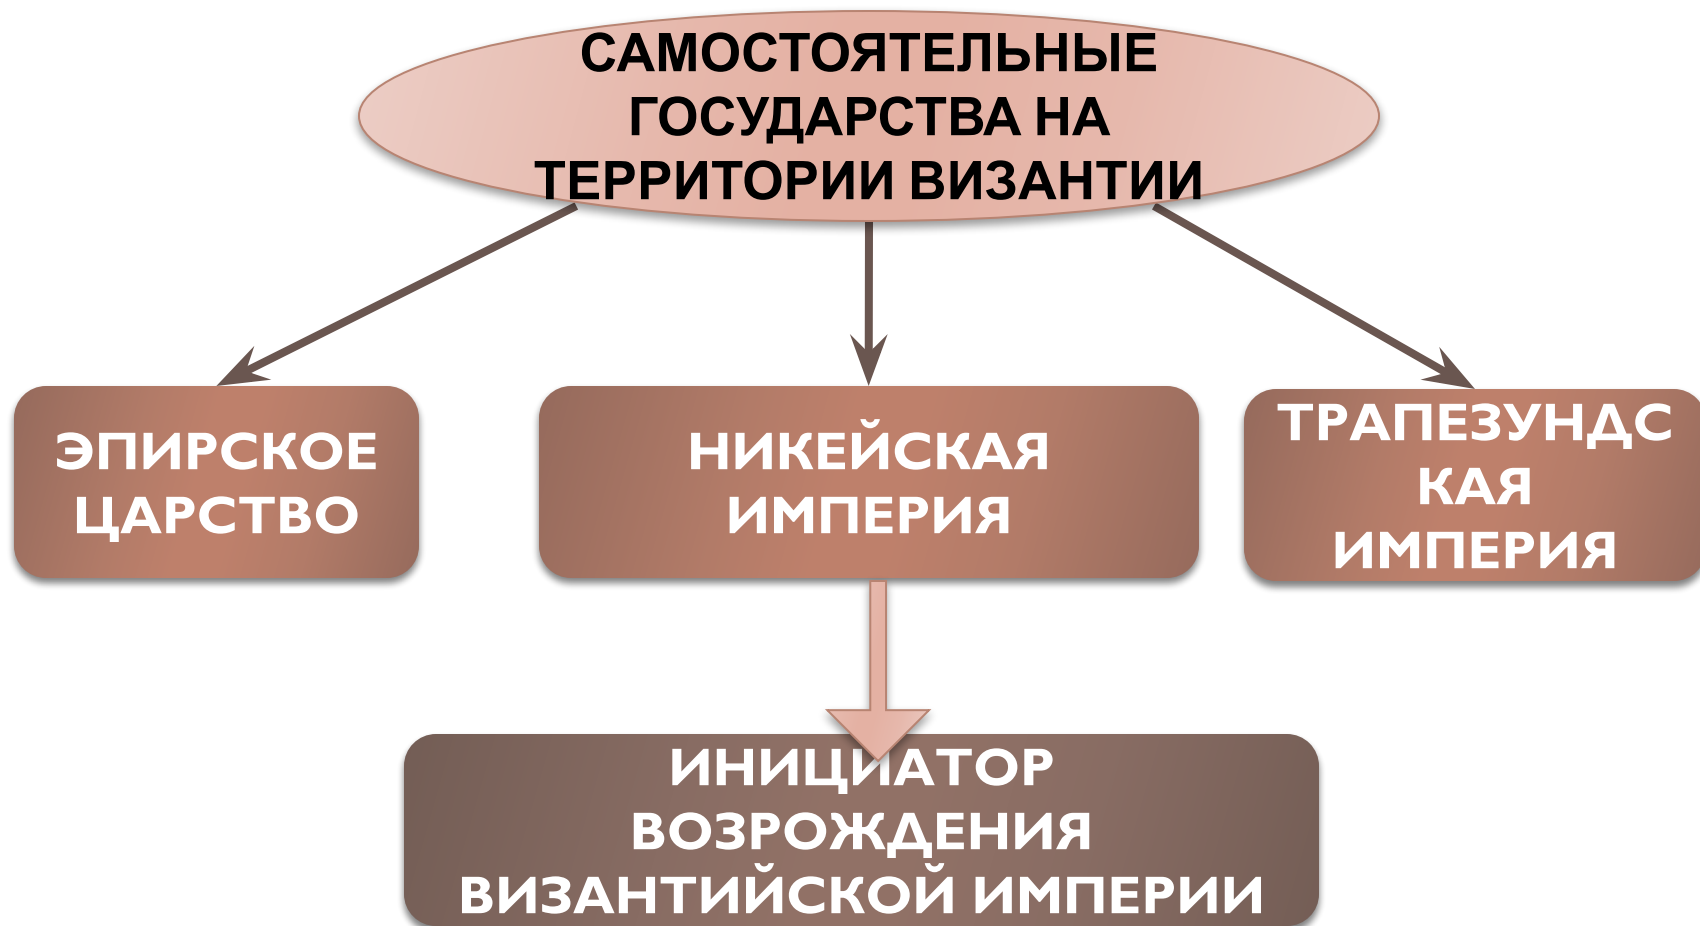 САМОСТОЯТЕЛЬНЫЕ
ГОСУДАРСТВА НА
ТЕРРИТОРИИ ВИЗАНТИИ
ЭПИРСКОЕ
ЦАРСТВО
НИКЕЙСКАЯ
ИМПЕРИЯ
ТРАПЕЗУНДС
КАЯ
ИМПЕРИЯ
ИНИЦИАТОР
ВОЗРОЖДЕНИЯ
ВИЗАНТИЙСКОЙ ИМПЕРИИ